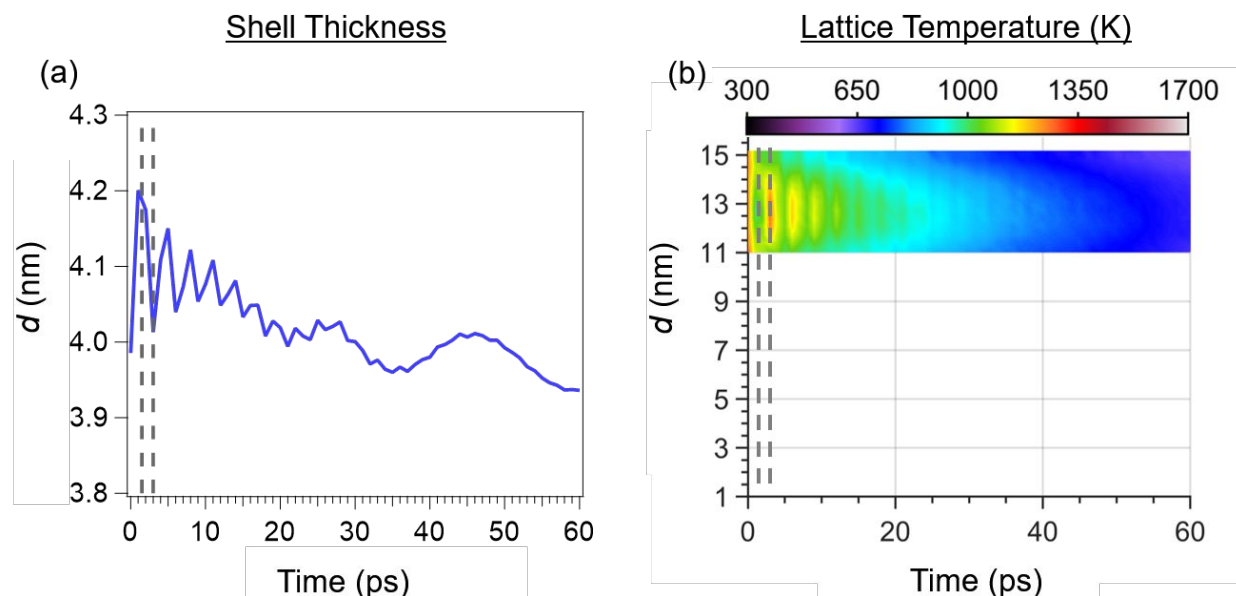 Shell Thickness
(a)
4.3
4.2
4.1
4.0
3.9
3.8
d (nm)
0 10 20 30 40 50 60
Time (ps)
Lattice Temperature (K)
(b)
300 650 1000 1350 1700
15
13
11
9
7
5
3
1
d (nm)
0 20 40 60
Time (ps)